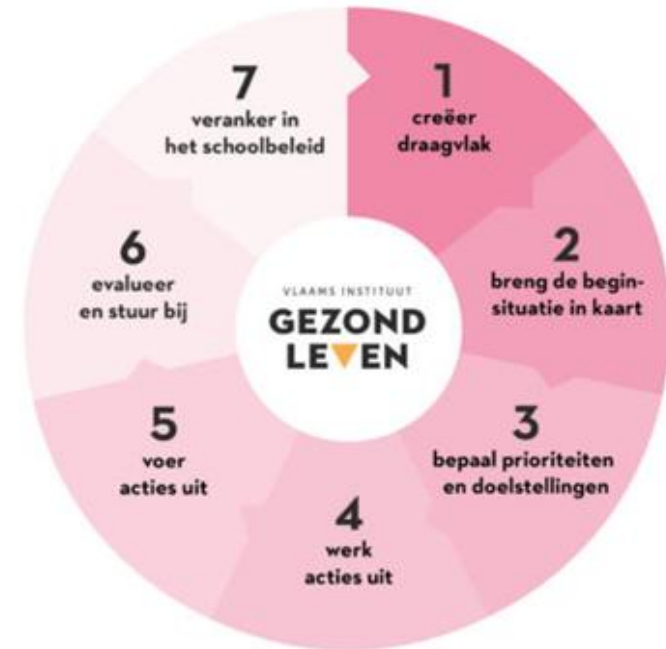 1
creëer
draagvlak
2
breng de begin-
situatie in kaart
3
bepaal prioriteiten
en doelstellingen
4
werk
acties uit
5
voer
acties uit
6
evalueer
en stuur bij
7
veranker in
het schoolbeleid
VLAAMS INSTITUUT
GEZOND
LEVEN